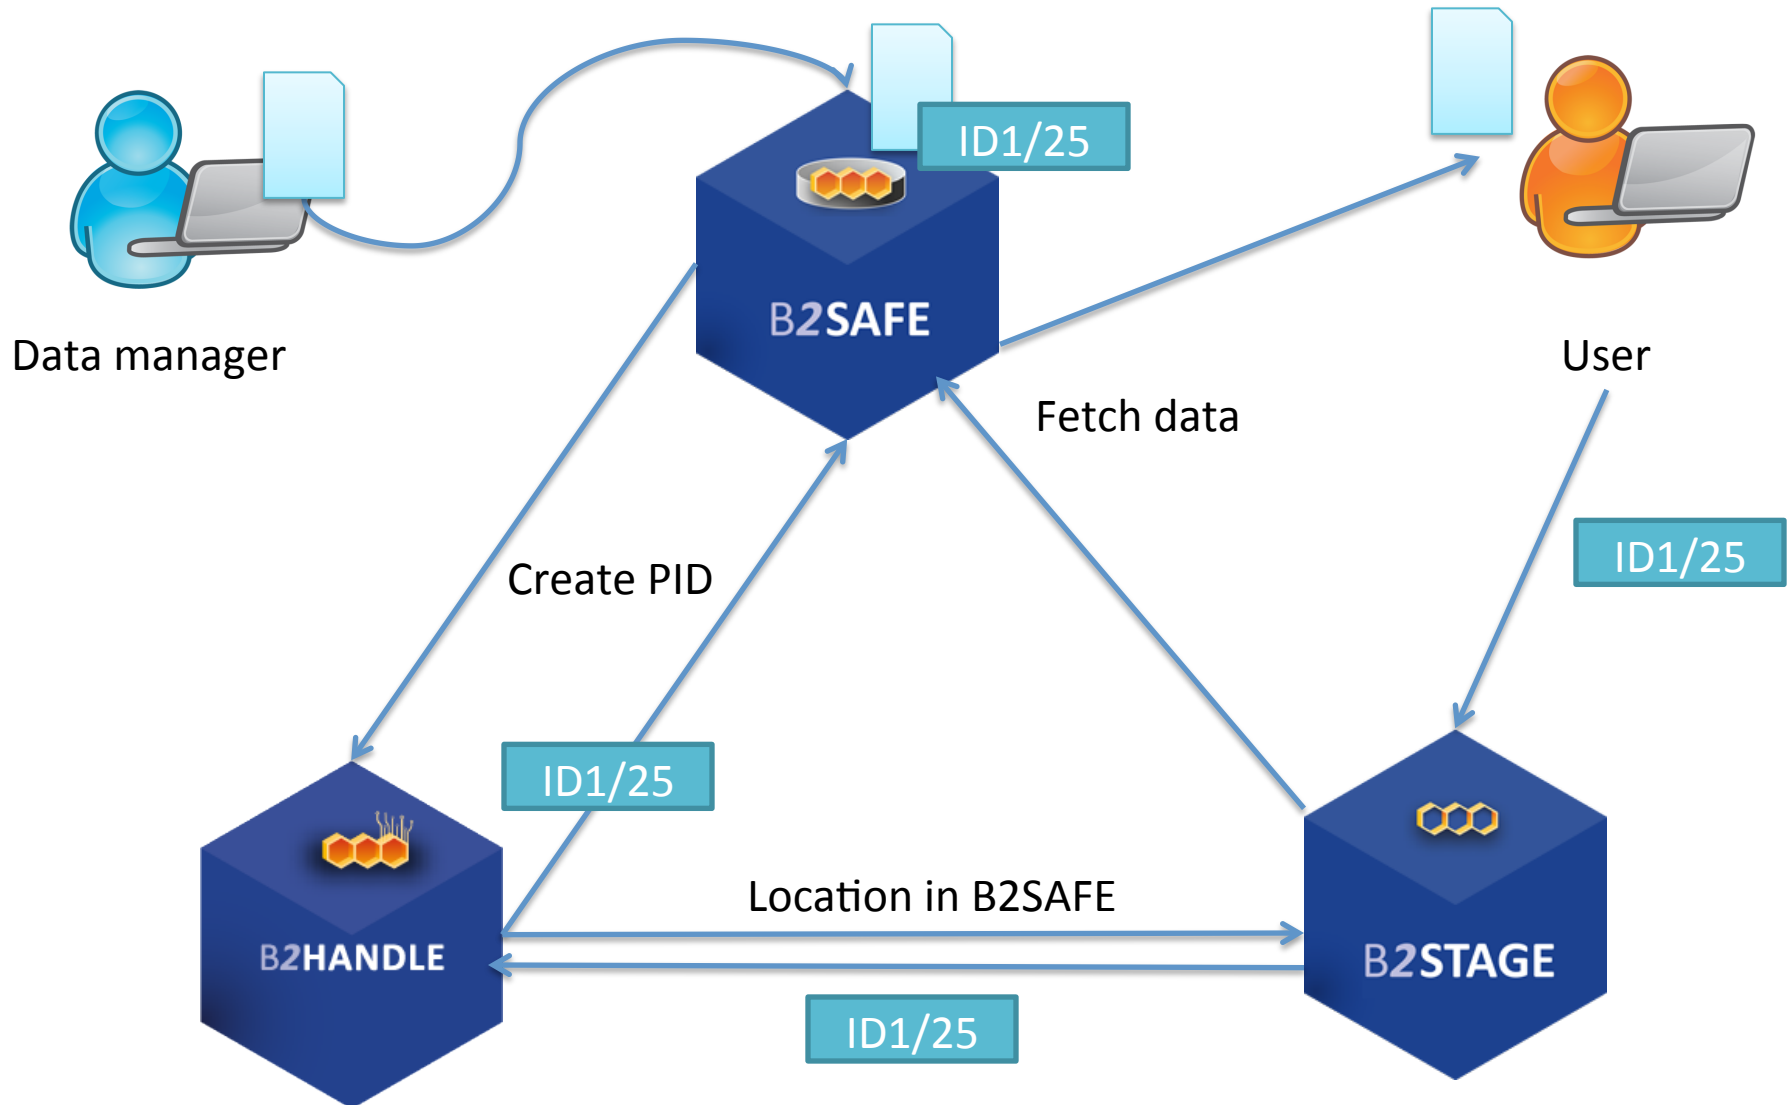 ID1/25
B2SAFE
Data manager
User
Fetch data
ID1/25
Create PID
ID1/25
Location in B2SAFE
B2HANDLE
B2STAGE
ID1/25